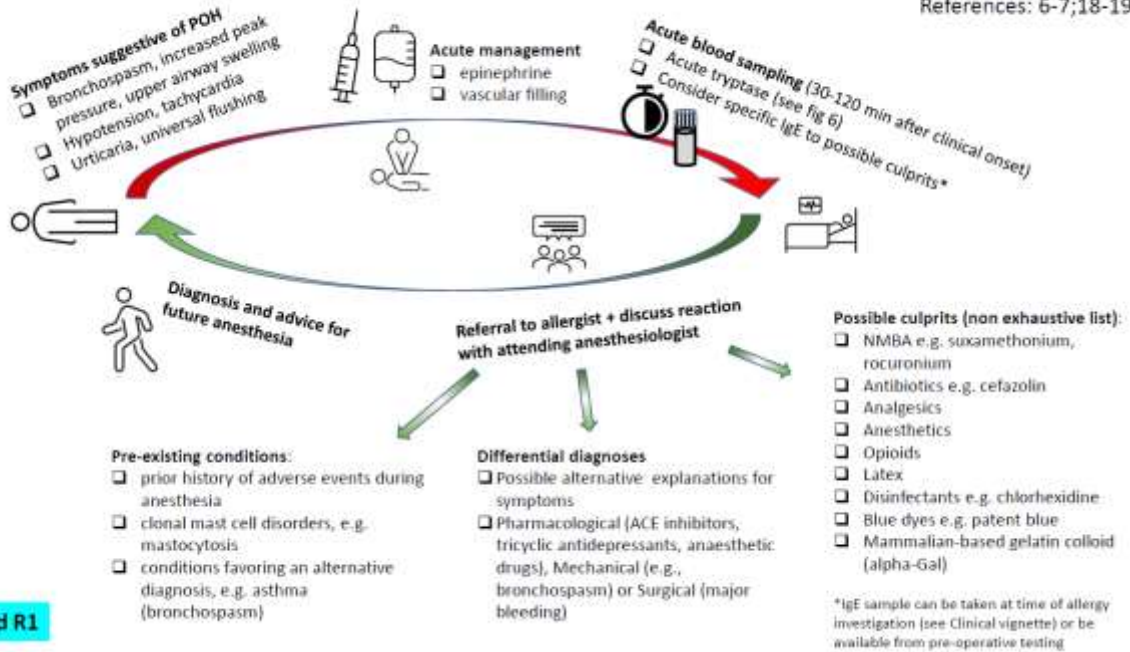 References: 6-7;18-19
Symptoms suggestive of POH
❑ Bronchospasm, increased peak
pressure, upper airway swelling
❑ Hypotension, tachycardia
❑ Urticaria, universal flushing
Acute management
❑ epinephrine
❑ vascular filling
Acute blood sampling (30-120 min after clinical onset)
❑ Acute tryptase (see fig 6)
❑ Consider specific IgE to possible culprits*
Diagnosis and advice for
future anesthesia
Referral to allergist + discuss reaction
with attending anesthesiologist
Pre-existing conditions:
❑ prior history of adverse events during
anesthesia
❑ clonal mast cell disorders, e.g.
mastocytosis
❑ conditions favoring an alternative
diagnosis, e.g. asthma
(bronchospasm)
Differential diagnoses
❑ Possible alternative explanations for
symptoms
❑ Pharmacological (ACE inhibitors,
tricyclic antidepressants, anaesthetic
drugs), Mechanical (e.g.,
bronchospasm) or Surgical (major
bleeding)
Possible culprits (non exhaustive list):
❑ NMBA e.g. suxamethonium,
rocuronium
❑ Antibiotics e.g. cefazolin
❑ Analgesics
❑ Anesthetics
❑ Opioids
❑ Latex
❑ Disinfectants e.g. chlorhexidine
❑ Blue dyes e.g. patent blue
❑ Mammalian-based gelatin colloid
(alpha-Gal)
*IgE sample can be taken at time of allergy
investigation (see Clinical vignette) or be
available from pre-operative testing
d R1